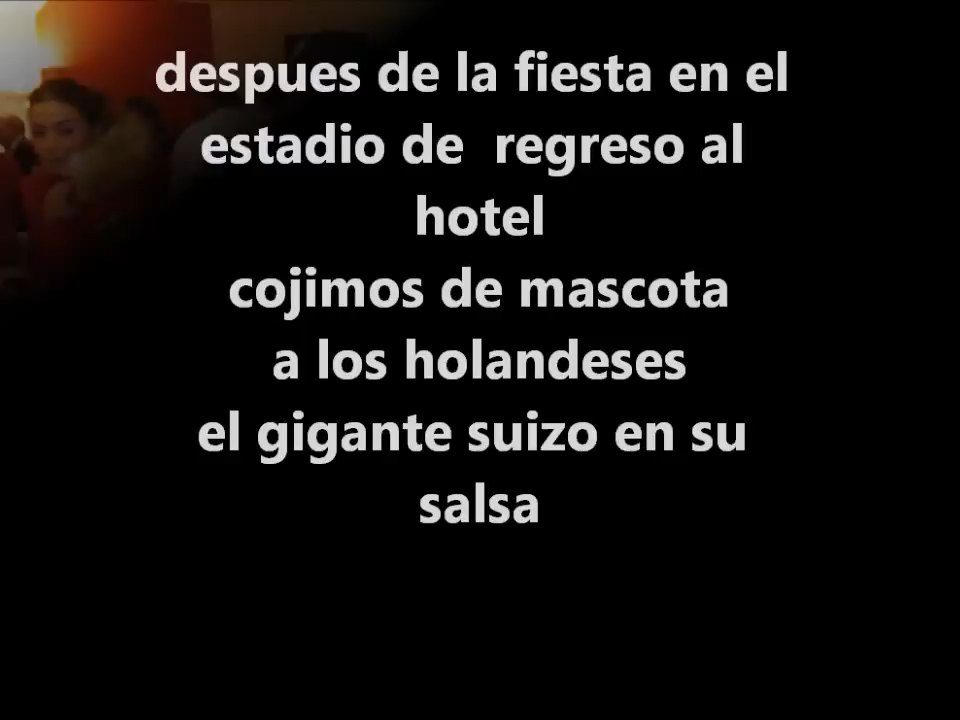 despues de la fiesta en el
estadio de  regreso al
hotel
cojimos de mascota
a los holandeses
el gigante suizo en su
salsa